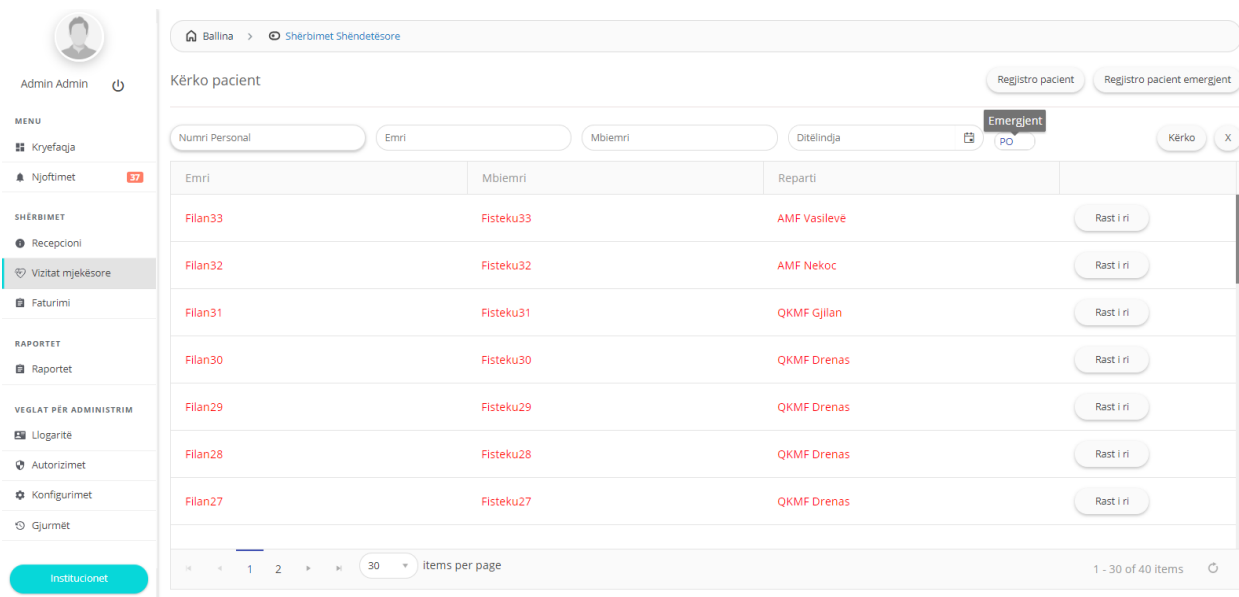 Admin Admin
MENU
Kryefaqja
Njoftimet 37
SHËRBIMET
Recepcioni
Vizitat mjekësore
Faturimi
RAPORTET
Raportet
VEGLAT PËR ADMINISTRIM
Llogaritë
Autorizimet
Konfigurimet
Gjurmët
Institucionet
Ballina > Shërbimet Shëndetësore
Kërko pacient Regjistro pacient Regjistro pacient emergjent
Emergjent
Numri Personal Emri Mbiemri Ditëlindja PO Kërko X
Emri Mbiemri Reparti
Filan33 Fisteku33 AMF Vasilevë Rast i ri
Filan32 Fisteku32 AMF Nekoc Rast i ri
Filan31 Fisteku31 QKMF Gjilan Rast i ri
Filan30 Fisteku30 QKMF Drenas Rast i ri
Filan29 Fisteku29 QKMF Drenas Rast i ri
Filan28 Fisteku28 QKMF Drenas Rast i ri
Filan27 Fisteku27 QKMF Drenas Rast i ri
1 2 30 items per page 1 - 30 of 40 items